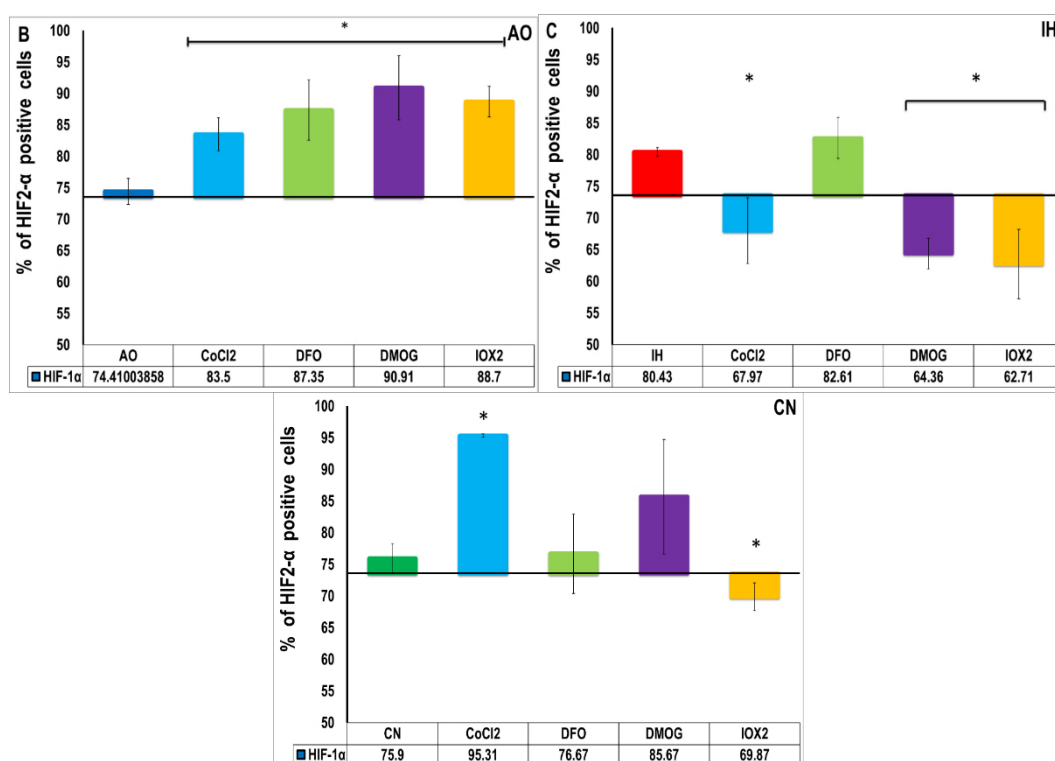 B
AO
*
% of HIF2-α positive cells
100
95
90
85
80
75
70
65
60
55
50
AO CoCl2 DFO DMOG IOX2
HIF-1α 74.41003858 83.5 87.35 90.91 88.7
C
IH
* *
% of HIF2-α positive cells
100
95
90
85
80
75
70
65
60
55
50
IH CoCl2 DFO DMOG IOX2
HIF-1α 80.43 67.97 82.61 64.36 62.71
CN
*
*
% of HIF2-α positive cells
100
95
90
85
80
75
70
65
60
55
50
CN CoCl2 DFO DMOG IOX2
HIF-1α 75.9 95.31 76.67 85.67 69.87